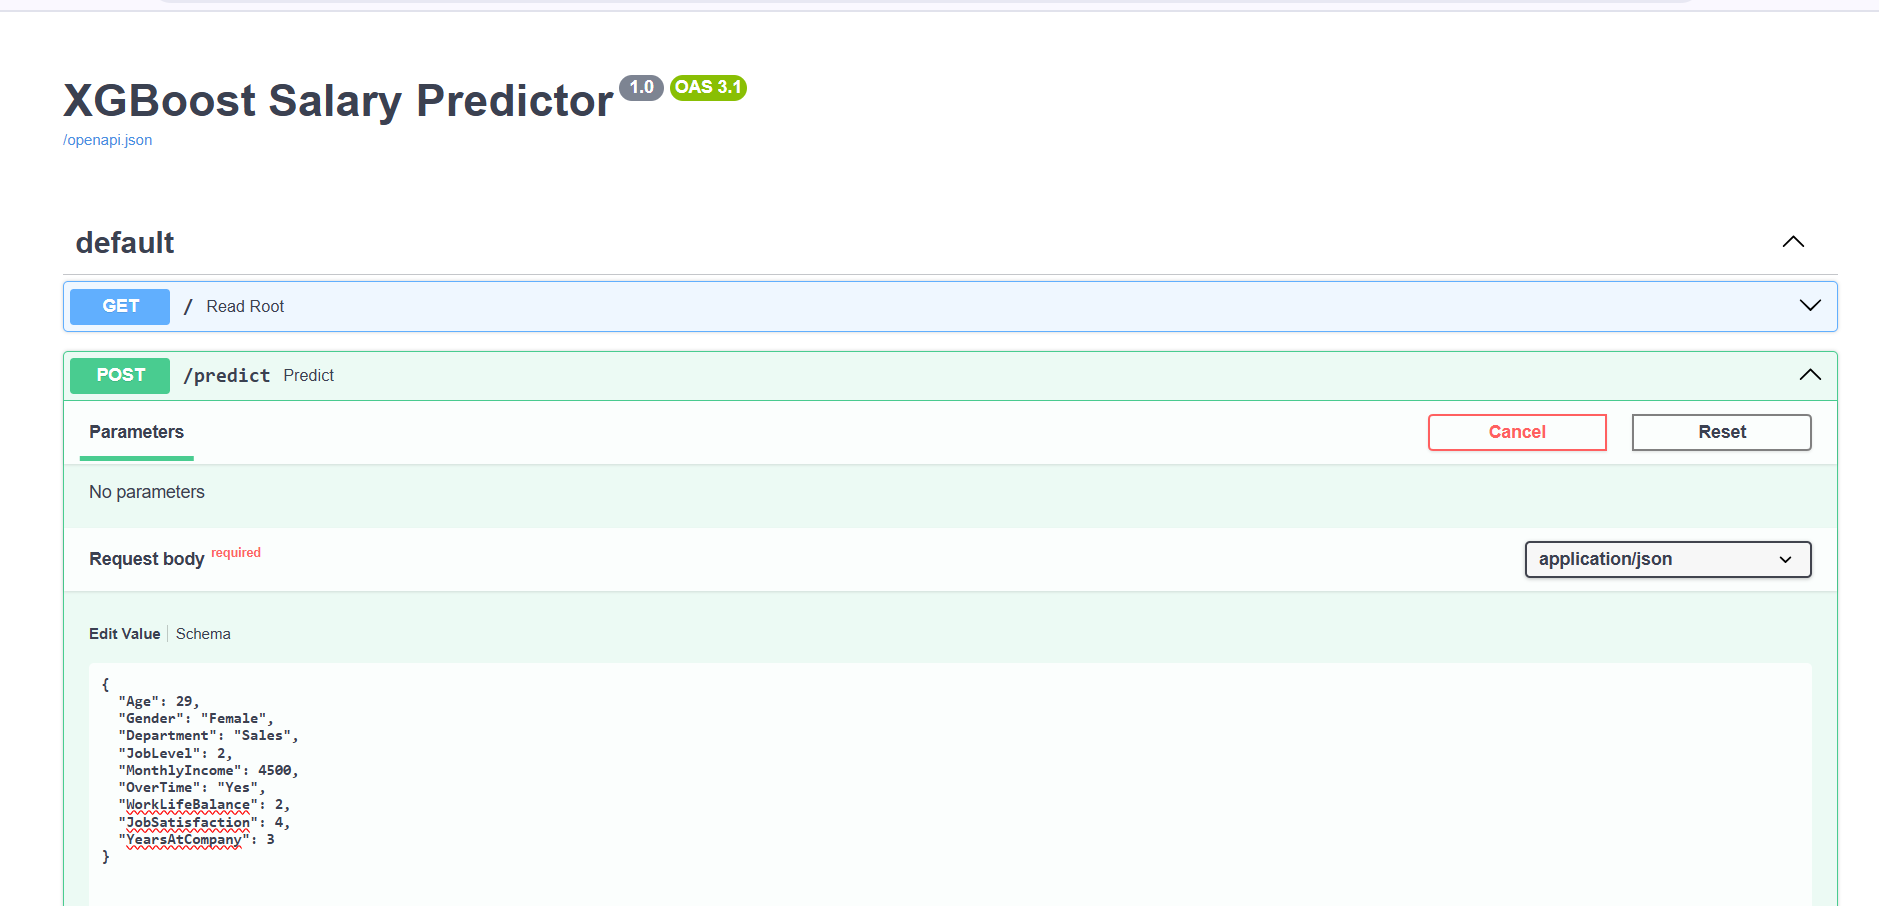 XGBoost Salary Predictor 1.0 OAS 3.1
/openapi.json
default
GET / Read Root
POST /predict Predict
Parameters Cancel Reset
No parameters
Request body required application/json
Edit Value Schema
{
  "Age": 29,
  "Gender": "Female",
  "Department": "Sales",
  "JobLevel": 2,
  "MonthlyIncome": 4500,
  "OverTime": "Yes",
  "WorkLifeBalance": 2,
  "JobSatisfaction": 4,
  "YearsAtCompany": 3
}